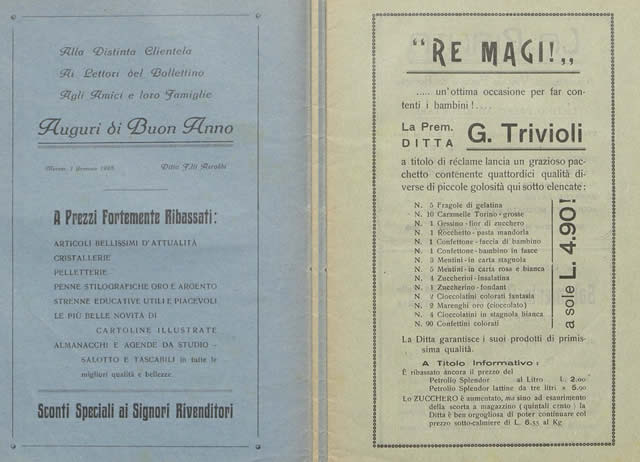 Alla Distinta Clientela
Ai Lettori del Bollettino
Agli Amici e loro Famiglie
Auguri di Buon Anno
1 Gennaio
Ditta F.lli
A Prezzi Fortemente Ribassati:
ARTICOLI BELLISSIMI D'ATTUALITÀ
CRISTALLERIE
PELLETTERIE
PENNE STILOGRAFICHE ORO E ARGENTO
STRENNE EDUCATIVE UTILI E PIACEVOLI
LE PIÙ BELLE NOVITÀ DI
CARTOLINE ILLUSTRATE
ALMANACCHI E AGENDE DA STUDIO -
SALOTTO E TASCABILI in tutte le
migliori qualità e bellezze.
Sconti Speciali ai Signori Rivenditori
“RE MAGI!„
..... un'ottima occasione per far con-
tenti i bambini !....
La Prem.
DITTA
G. Trivioli
a titolo di réclame lancia un grazioso pac-
chetto contenente quattordici qualità di-
verse di piccole golosità qui sotto elencate:
N. 5 Fragole di gelatina
N. 10 Caramelle Torino - grosse
N. 1 Gessino - fior di zucchero
N. 1 Rocchetto - pasta mandorla
N. 1 Confettone - faccia di bambino
N. 1 Confettone - bambino in fasce
N. 3 Mentini - in carta stagnola
N. 5 Mentini - in carta rosa e bianca
N. 4 Zuccherioi - insalatina
N. 1 Zuccherino - fondant
N. 2 Cioccolatini colorati fantasia
N. 2 Marenghi oro (cioccolato)
N. 4 Cioccolatini in stagnola bianca
N. 90 Confettini colorati
a sole L. 4.90!
La Ditta garantisce i suoi prodotti di primis-
sima qualità.
A Titolo Informativo:
È ribassato àncora il prezzo del
Petrolio Splendor al Litro L. 2.00
Petrolio Splendor lattine da tre litri » 5.90
Lo ZUCCHERO è aumentato, ma sino ad esaurimento
della scorta a magazzino (quintali cento) la
Ditta è ben orgogliosa di poter continuare col
prezzo sotto-calmiere di L. 6.55 al Kg